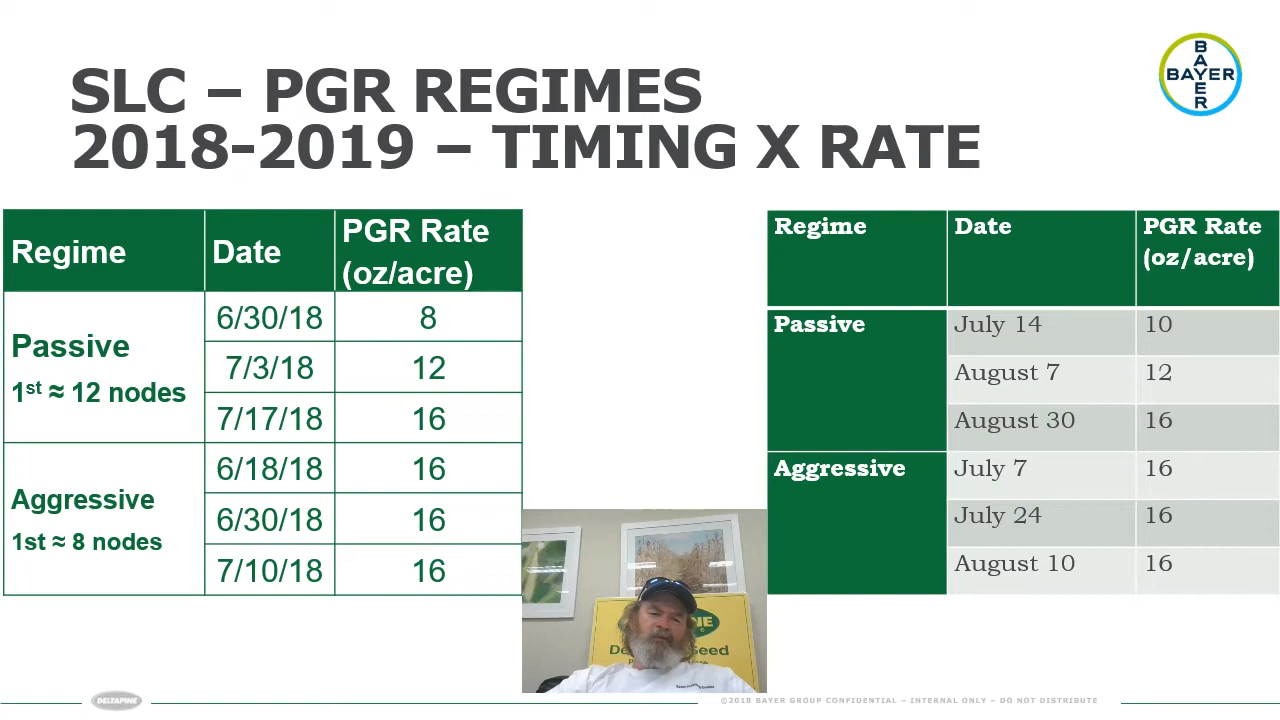 SLC – PGR REGIMES
2018-2019 – TIMING X RATE
BAYER
BAYER
Regime Date PGR Rate (oz/acre)
Passive
1st ≈ 12 nodes
6/30/18 8
7/3/18 12
7/17/18 16
Aggressive
1st ≈ 8 nodes
6/18/18 16
6/30/18 16
7/10/18 16
Regime Date PGR Rate (oz/acre)
Passive July 14 10
August 7 12
August 30 16
Aggressive July 7 16
July 24 16
August 10 16
DELTAPINE
©2018 BAYER GROUP CONFIDENTIAL – INTERNAL ONLY – DO NOT DISTRIBUTE